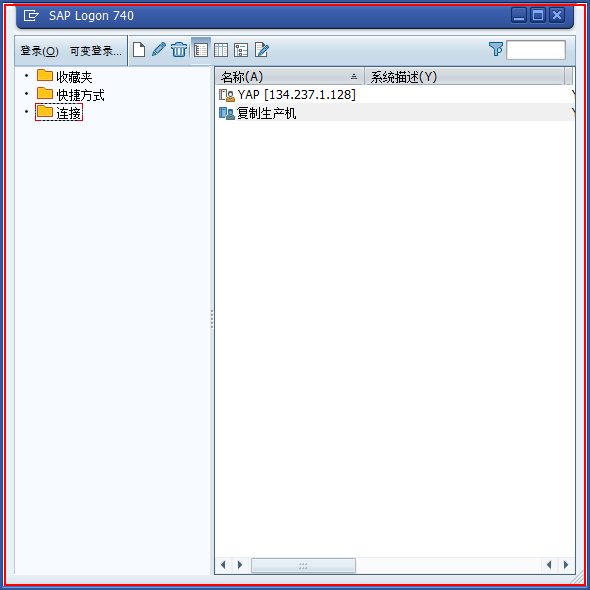 SAP Logon 740
登录(O) 可变登录...
收藏夹
快捷方式
连接
名称(A) 系统描述(Y)
YAP [134.237.1.128]
复制生产机